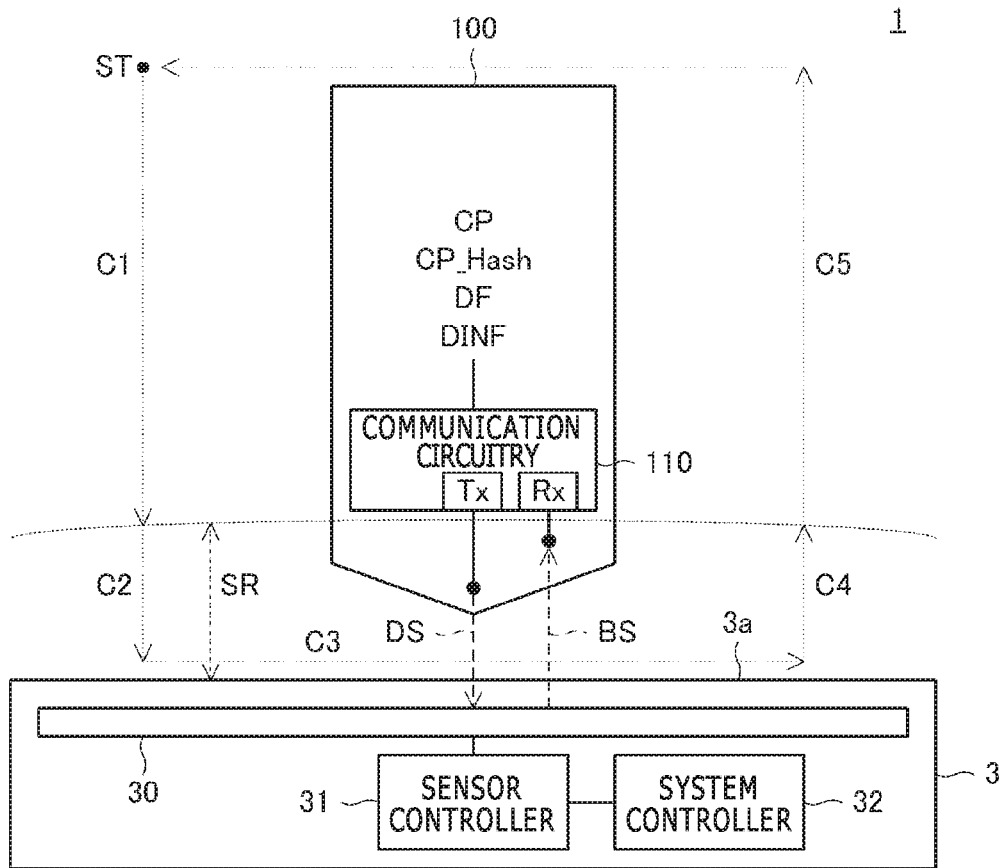 1
100
ST
CP
CP_Hash
DF
DINF
C1
C5
COMMUNICATION
CIRCUITRY
110
Tx
Rx
C2
SR
C4
DS
BS
C3
3a
30
31
SENSOR
CONTROLLER
SYSTEM
CONTROLLER
32
3